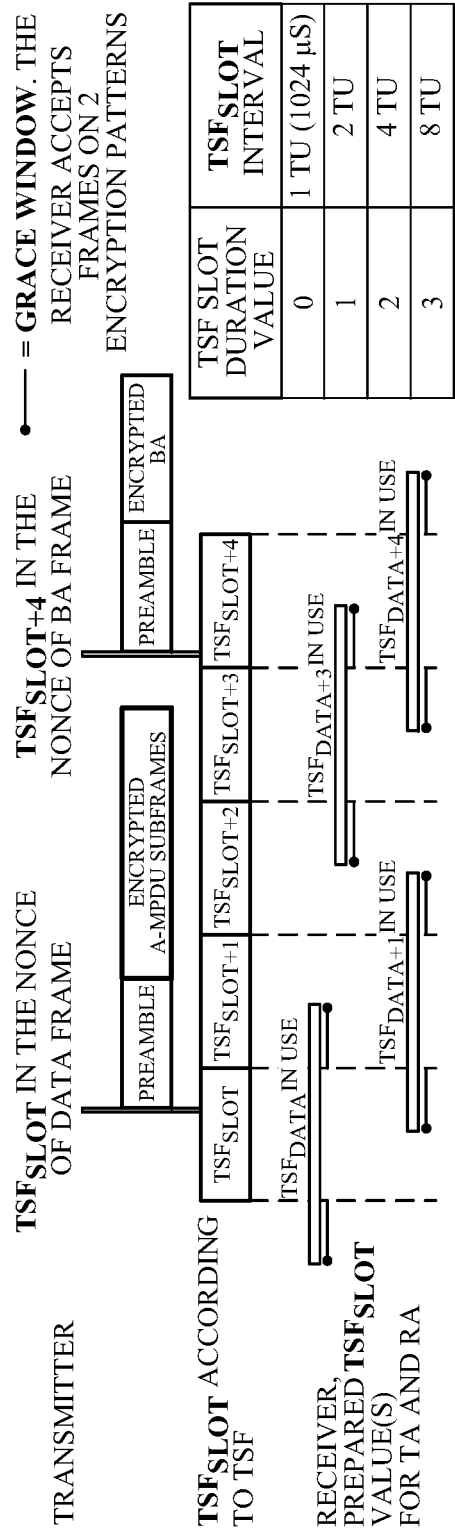 TRANSMITTER
TSFSLOT IN THE NONCE
OF DATA FRAME
TSFSLOT+4 IN THE
NONCE OF BA FRAME
= GRACE WINDOW. THE
RECEIVER ACCEPTS
FRAMES ON 2
ENCRYPTION PATTERNS
PREAMBLE
ENCRYPTED
A-MPDU SUBFRAMES
PREAMBLE
ENCRYPTED
BA
TSFSLOT ACCORDING
TO TSF
TSFSLOT
TSFSLOT+1
TSFSLOT+2
TSFSLOT+3
TSFSLOT+4
RECEIVER,
PREPARED TSFSLOT
VALUE(S)
FOR TA AND RA
TSFDATA IN USE
TSFDATA+1 IN USE
TSFDATA+3 IN USE
TSFDATA+4 IN USE
TSF SLOT
DURATION
VALUE
TSFSLOT
INTERVAL
0
1 TU (1024 μS)
1
2 TU
2
4 TU
3
8 TU